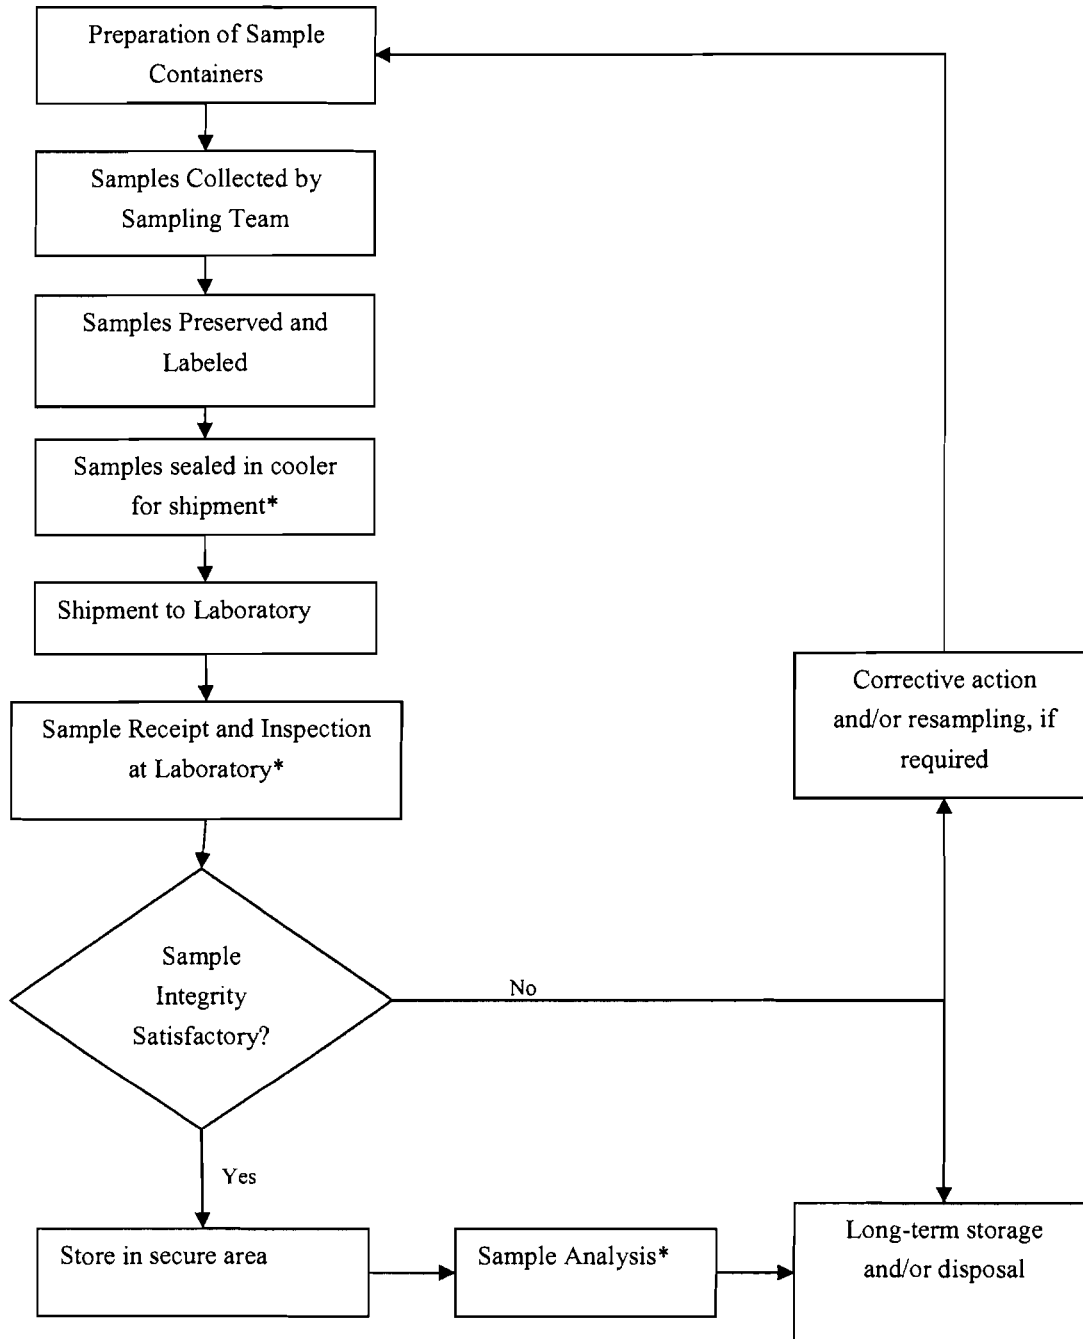 Preparation of Sample
Containers
Samples Collected by
Sampling Team
Samples Preserved and
Labeled
Samples sealed in cooler
for shipment*
Shipment to Laboratory
Sample Receipt and Inspection
at Laboratory*
Corrective action
and/or resampling, if
required
Sample
Integrity
Satisfactory?
No
Yes
Store in secure area
Sample Analysis*
Long-term storage
and/or disposal